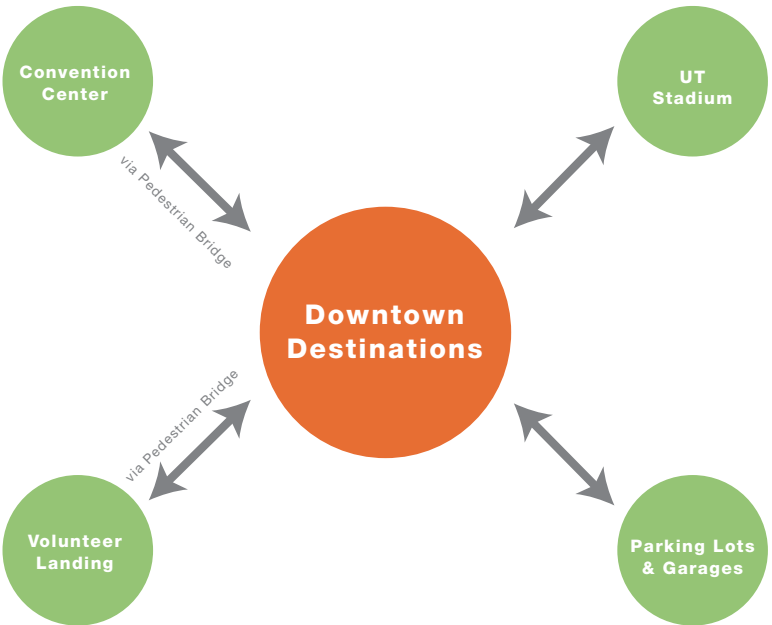 Convention
Center
UT
Stadium
via Pedestrian Bridge
Downtown
Destinations
via Pedestrian Bridge
Volunteer
Landing
Parking Lots
& Garages